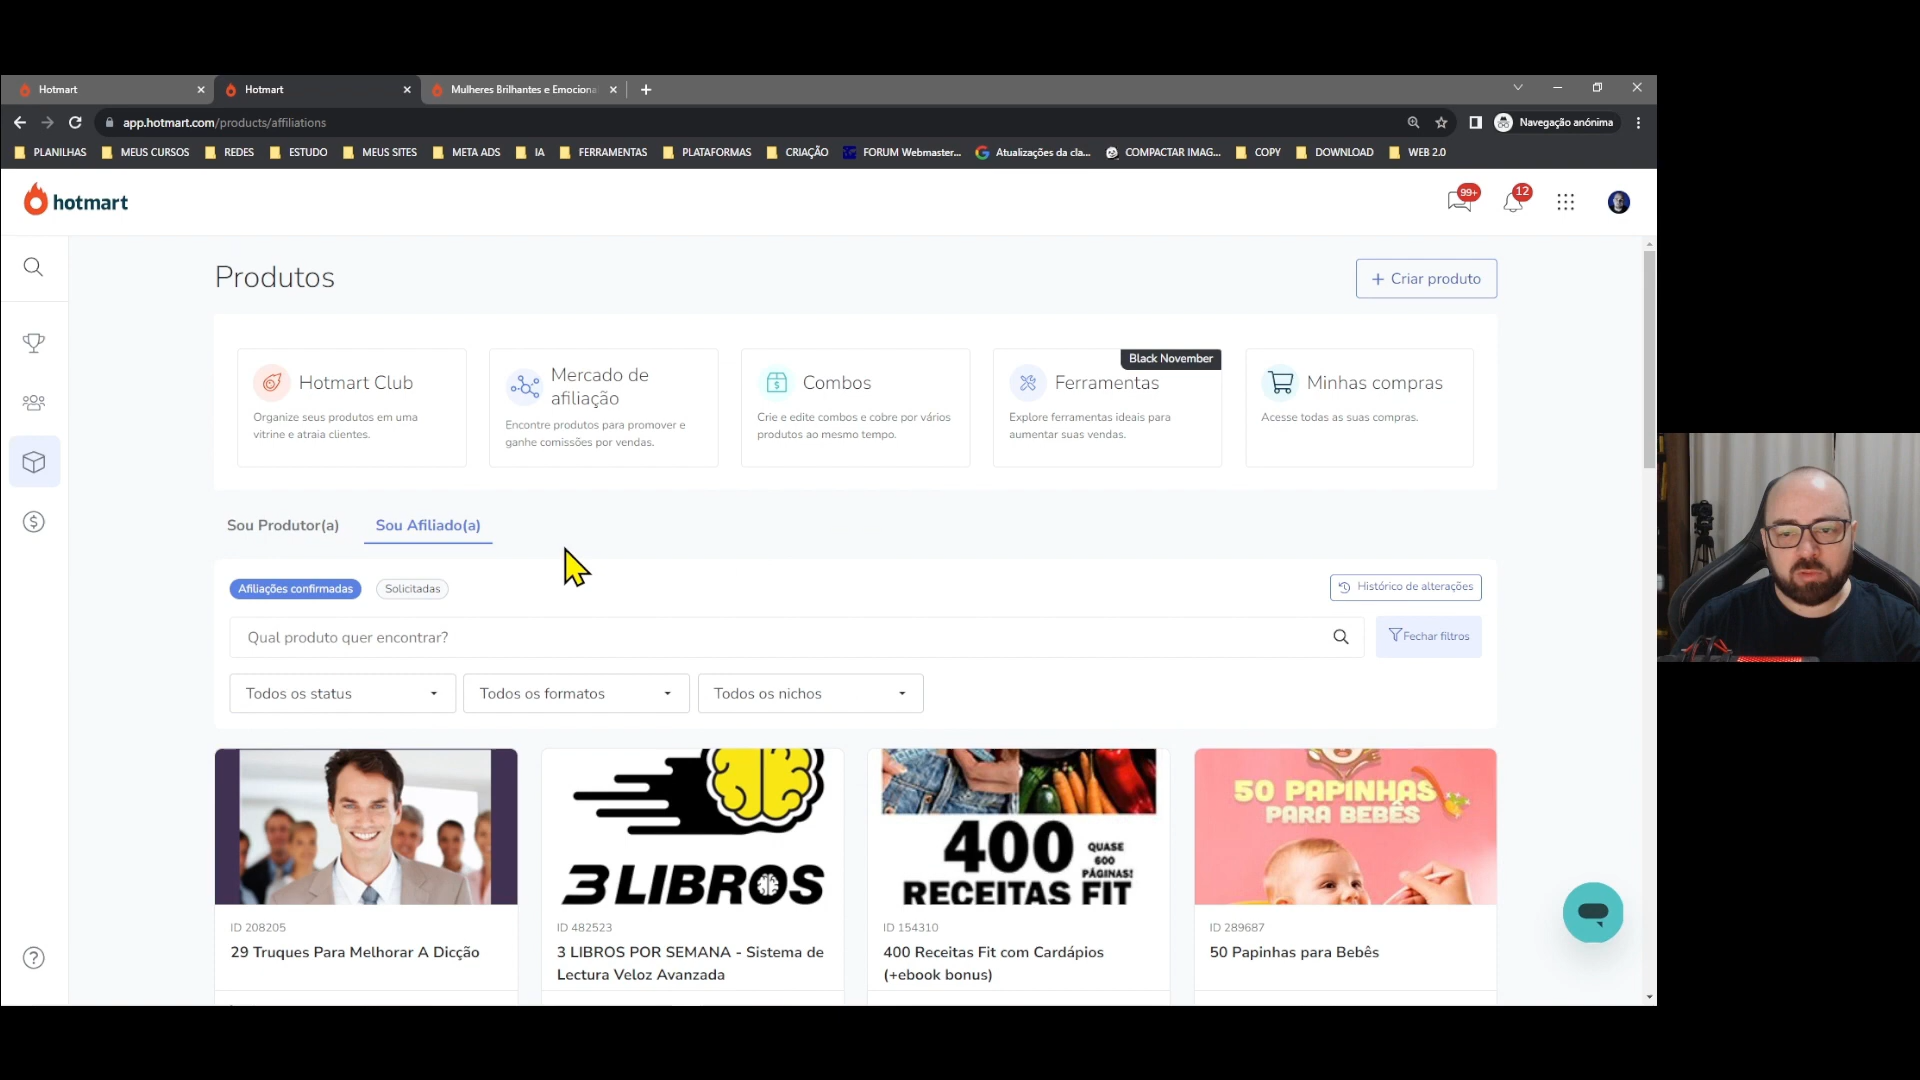 Hotmart
Hotmart
Mulheres Brilhantes e Emociona
app.hotmart.com/products/affiliations
Navegação anónima
PLANILHAS
MEUS CURSOS
REDES
ESTUDO
MEUS SITES
META ADS
IA
FERRAMENTAS
PLATAFORMAS
CRIAÇÃO
FORUM Webmaster...
Atualizações da cla...
COMPACTAR IMAG...
COPY
DOWNLOAD
WEB 2.0
hotmart
99+
12
Produtos
+ Criar produto
Hotmart Club
Organize seus produtos em uma
vitrine e atraia clientes.
Mercado de
afiliação
Encontre produtos para promover e
ganhe comissões por vendas.
Combos
Crie e edite combos e cobre por vários
produtos ao mesmo tempo.
Black November
Ferramentas
Explore ferramentas ideais para
aumentar suas vendas.
Minhas compras
Acesse todas as suas compras.
Sou Produtor(a)
Sou Afiliado(a)
Afiliações confirmadas
Solicitadas
Histórico de alterações
Qual produto quer encontrar?
Fechar filtros
Todos os status
Todos os formatos
Todos os nichos
3 LIBROS
400
QUASE
600
PÁGINAS!
RECEITAS FIT
50 PAPINHAS
PARA BEBÊS
ID 208205
29 Truques Para Melhorar A Dicção
ID 482523
3 LIBROS POR SEMANA - Sistema de
Lectura Veloz Avanzada
ID 154310
400 Receitas Fit com Cardápios
(+ebook bonus)
ID 289687
50 Papinhas para Bebês